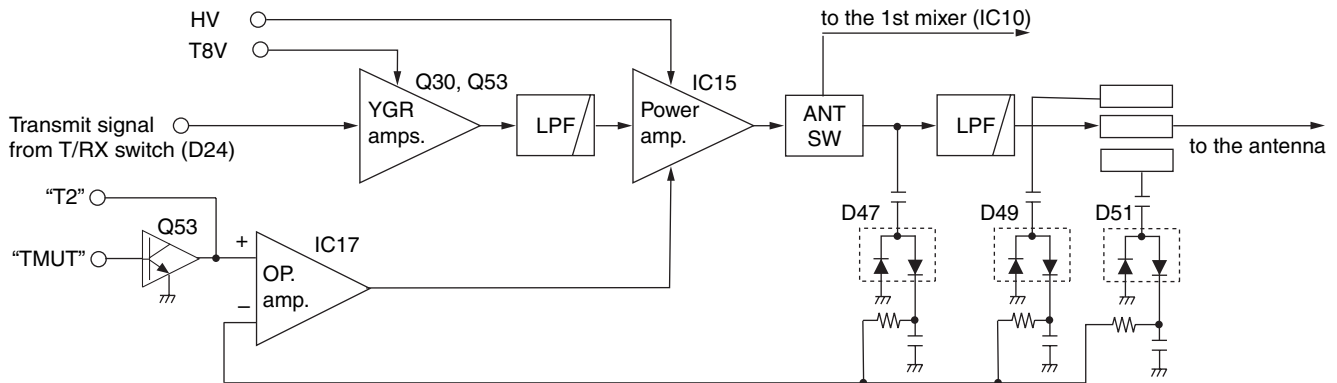 HV
to the 1st mixer (IC10)
T8V
Q30, Q53
IC15
YGR
amps.
LPF
Power
amp.
ANT
SW
LPF
Transmit signal
from T/RX switch (D24)
to the antenna
“T2”
Q53
D47
D49
D51
“TMUT”
+
IC17
OP.
amp.
–